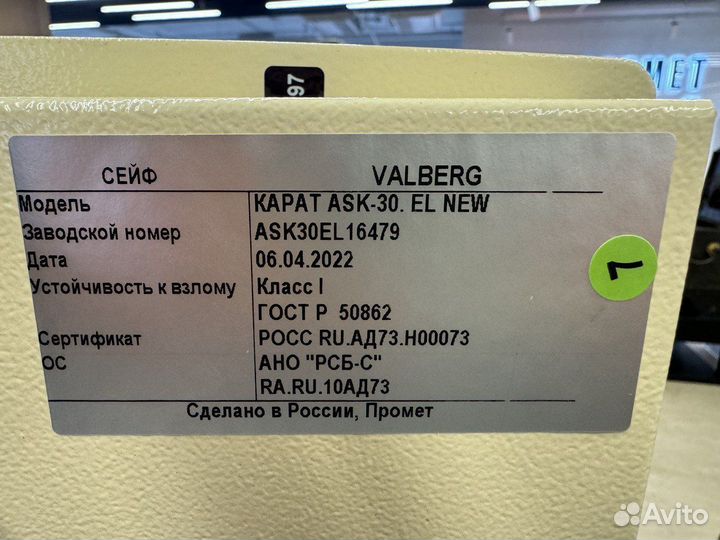 МЕТ
97
СЕЙФ VALBERG
Модель КАРАТ ASK-30. EL NEW
Заводской номер ASK30EL16479
Дата 06.04.2022
Устойчивость к взлому Класс I
ГОСТ Р 50862
Сертификат РОСС RU.АД73.Н00073
ОС АНО "РСБ-С"
RA.RU.10АД73
Сделано в России, Промет
7
Avito